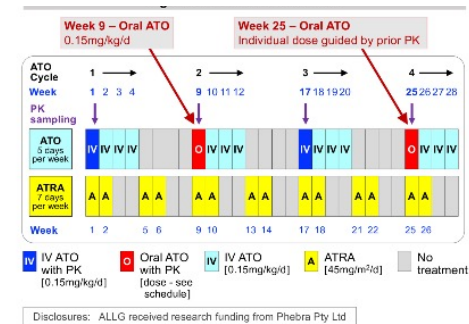 Week 9 – Oral ATO
0.15mg/kg/d
Week 25 – Oral ATO
Individual dose guided by prior PK
ATO
Cycle
1 2 3 4
Week
1 2 3 4 9 10 11 12 17 18 19 20 25 26 27 28
PK
sampling
ATO
5 days
per week
IV IV IV IV O IV IV IV IV IV IV IV O IV IV IV
ATRA
7 days
per week
A A A A A A A A A A A A A A
Week
1 2 5 6 9 10 13 14 17 18 21 22 25 26
IV IV ATO
with PK
[0.15mg/kg/d]
O Oral ATO
with PK
[dose - see
schedule]
IV IV ATO
[0.15mg/kg/d]
A ATRA
[45mg/m²/d]
No
treatment
Disclosures: ALLG received research funding from Phebra Pty Ltd